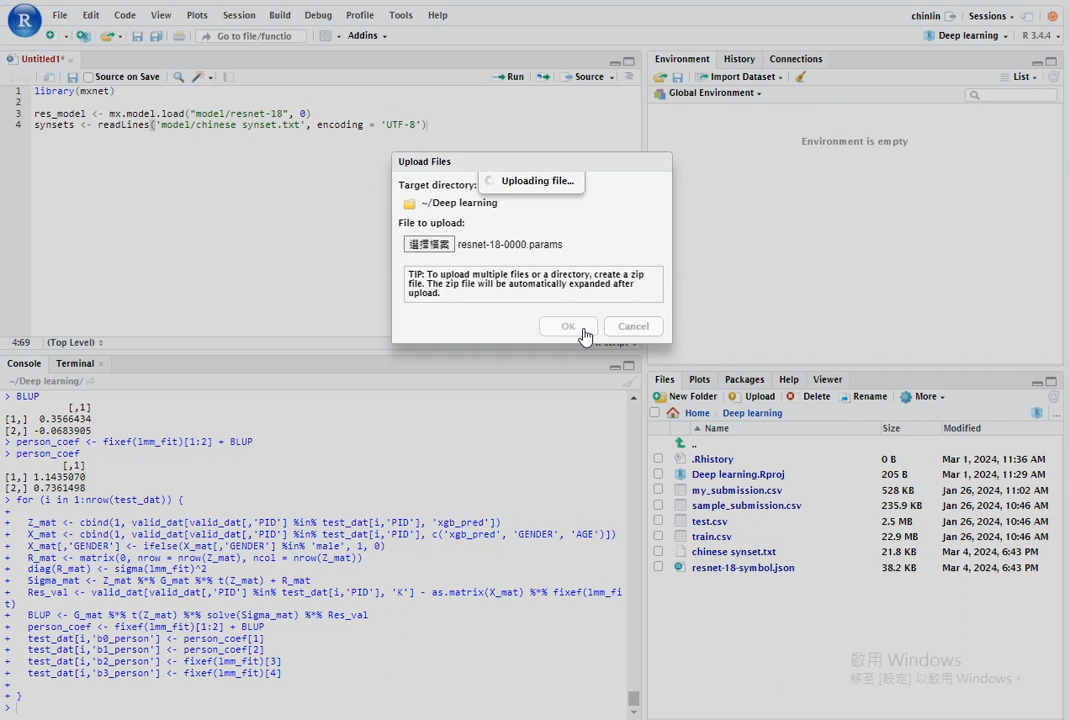 R File Edit Code View Plots Session Build Debug Profile Tools Help chinlin Sessions
Go to file/functio Addins Deep learning R 3.4.4
Untitled1*
Source on Save Run Source
1 library(mxnet)
2
3 res_model <- mx.model.load("model/resnet-18", 0)
4 synsets <- readLines('model/chinese synset.txt', encoding = 'UTF-8')
4:69 (Top Level) R Script
Environment History Connections
Import Dataset List
Global Environment
Environment is empty
Upload Files
Target directory:
Uploading file...
~/Deep learning
File to upload:
選擇檔案 resnet-18-0000.params
TIP: To upload multiple files or a directory, create a zip
file. The zip file will be automatically expanded after
upload.
OK Cancel
Console Terminal
~/Deep learning/
> BLUP
[,1]
[1,] 0.3566434
[2,] -0.0683905
> person_coef <- fixef(lmm_fit)[1:2] + BLUP
> person_coef
[,1]
[1,] 1.1435070
[2,] 0.7361498
> for (i in 1:nrow(test_dat)) {
+
+ Z_mat <- cbind(1, valid_dat[valid_dat[,'PID'] %in% test_dat[i,'PID'], 'xgb_pred'])
+ X_mat <- cbind(1, valid_dat[valid_dat[,'PID'] %in% test_dat[i,'PID'], c('xgb_pred', 'GENDER', 'AGE')])
+ X_mat[,'GENDER'] <- ifelse(X_mat[,'GENDER'] %in% 'male', 1, 0)
+ R_mat <- matrix(0, nrow = nrow(Z_mat), ncol = nrow(Z_mat))
+ diag(R_mat) <- sigma(lmm_fit)^2
+ Sigma_mat <- Z_mat %*% G_mat %*% t(Z_mat) + R_mat
+ Res_val <- valid_dat[valid_dat[,'PID'] %in% test_dat[i,'PID'], 'K'] - as.matrix(X_mat) %*% fixef(lmm_fi
t)
+ BLUP <- G_mat %*% t(Z_mat) %*% solve(Sigma_mat) %*% Res_val
+ person_coef <- fixef(lmm_fit)[1:2] + BLUP
+ test_dat[i,'b0_person'] <- person_coef[1]
+ test_dat[i,'b1_person'] <- person_coef[2]
+ test_dat[i,'b2_person'] <- fixef(lmm_fit)[3]
+ test_dat[i,'b3_person'] <- fixef(lmm_fit)[4]
+
+ }
>
Files Plots Packages Help Viewer
New Folder Upload Delete Rename More
Home Deep learning ...
Name Size Modified
..
.Rhistory 0 B Mar 1, 2024, 11:36 AM
Deep learning.Rproj 205 B Mar 1, 2024, 11:29 AM
my_submission.csv 528 KB Jan 26, 2024, 11:02 AM
sample_submission.csv 235.9 KB Jan 26, 2024, 10:46 AM
test.csv 2.5 MB Jan 26, 2024, 10:46 AM
train.csv 22.9 MB Jan 26, 2024, 10:46 AM
chinese synset.txt 21.8 KB Mar 4, 2024, 6:43 PM
resnet-18-symbol.json 38.2 KB Mar 4, 2024, 6:43 PM
啟用 Windows
移至 [設定] 以啟用 Windows。